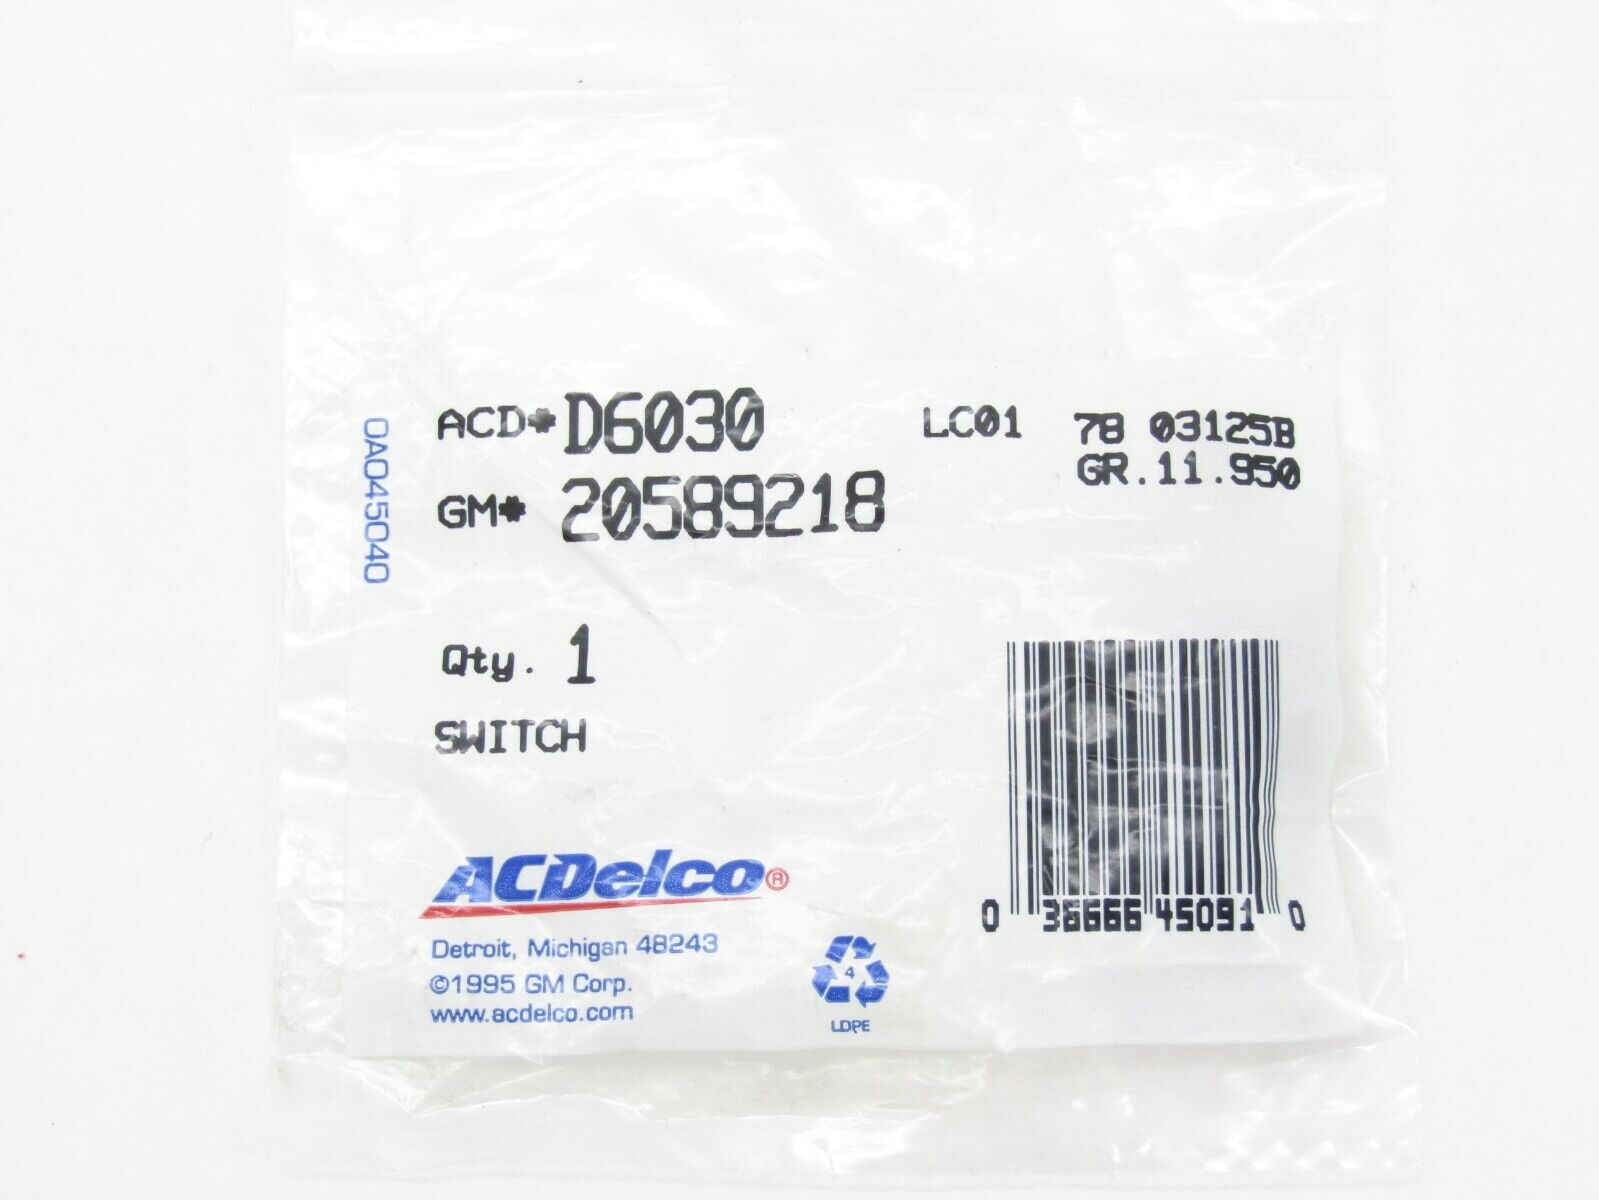 ACD* D6030
GM* 20589218
LC01
78 03125B
GR.11.950
0A045040
Qty. 1
SWITCH
ACDelco®
Detroit, Michigan 48243
©1995 GM Corp.
www.acdelco.com
4
LDPE
0 36666 45091 0